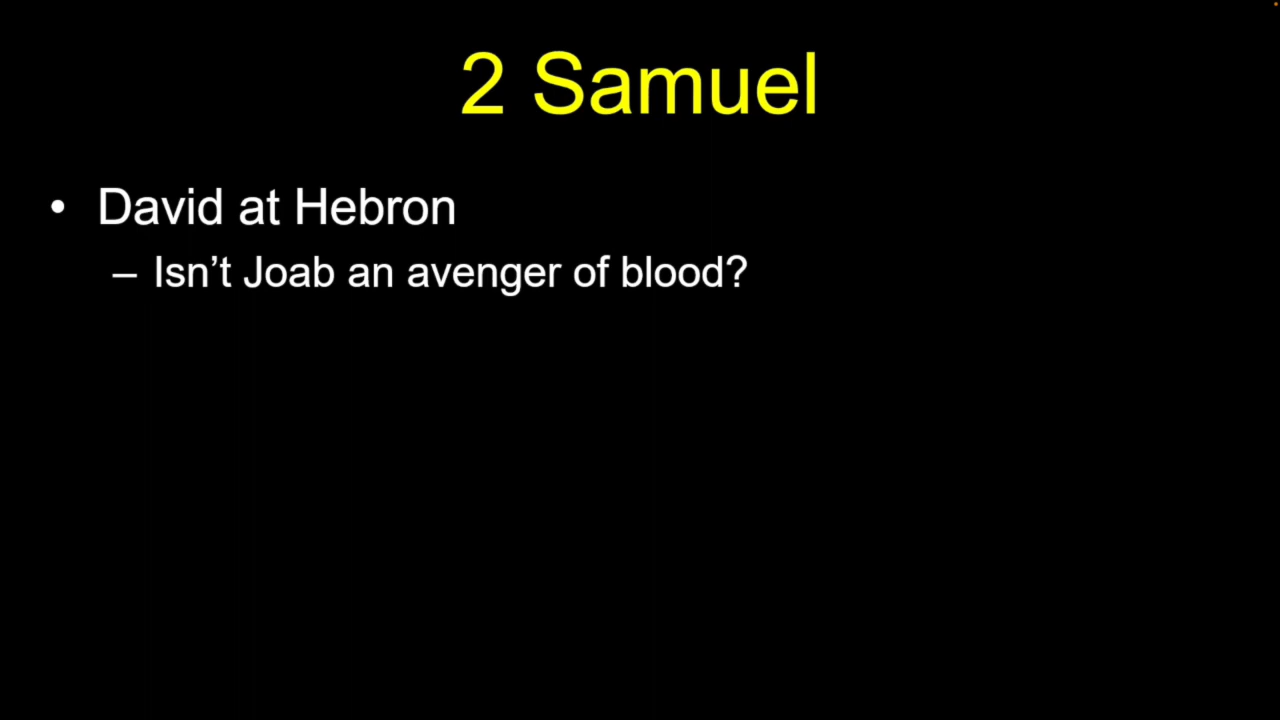 2 Samuel
• David at Hebron
– Isn’t Joab an avenger of blood?